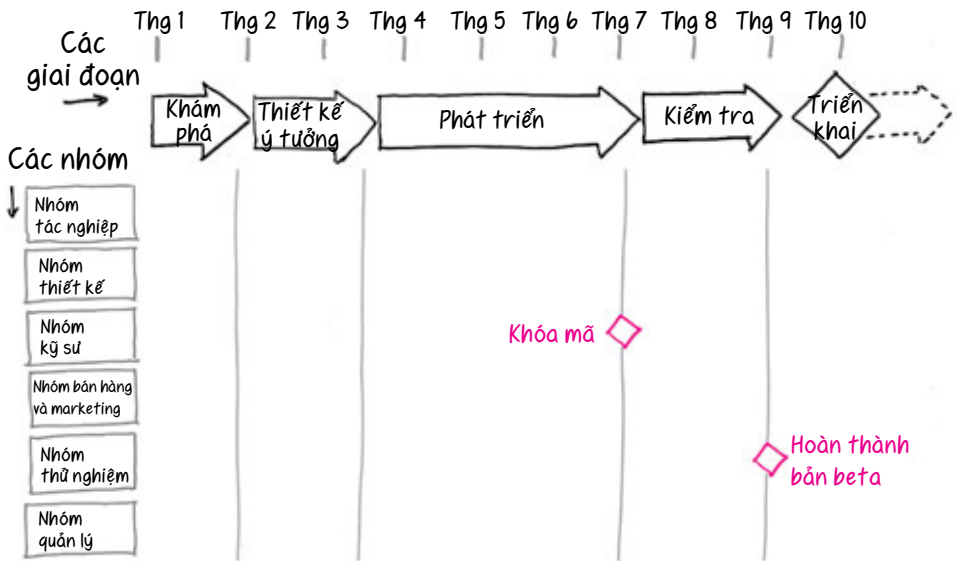 Thg 1 Thg 2 Thg 3 Thg 4 Thg 5 Thg 6 Thg 7 Thg 8 Thg 9 Thg 10
Các
giai đoạn
Khám
phá
Thiết kế
ý tưởng
Phát triển
Kiểm tra
Triển
khai
Các nhóm
Nhóm
tác nghiệp
Nhóm
thiết kế
Nhóm
kỹ sư
Khóa mã
Nhóm bán hàng
và marketing
Nhóm
thử nghiệm
Hoàn thành
bản beta
Nhóm
quản lý